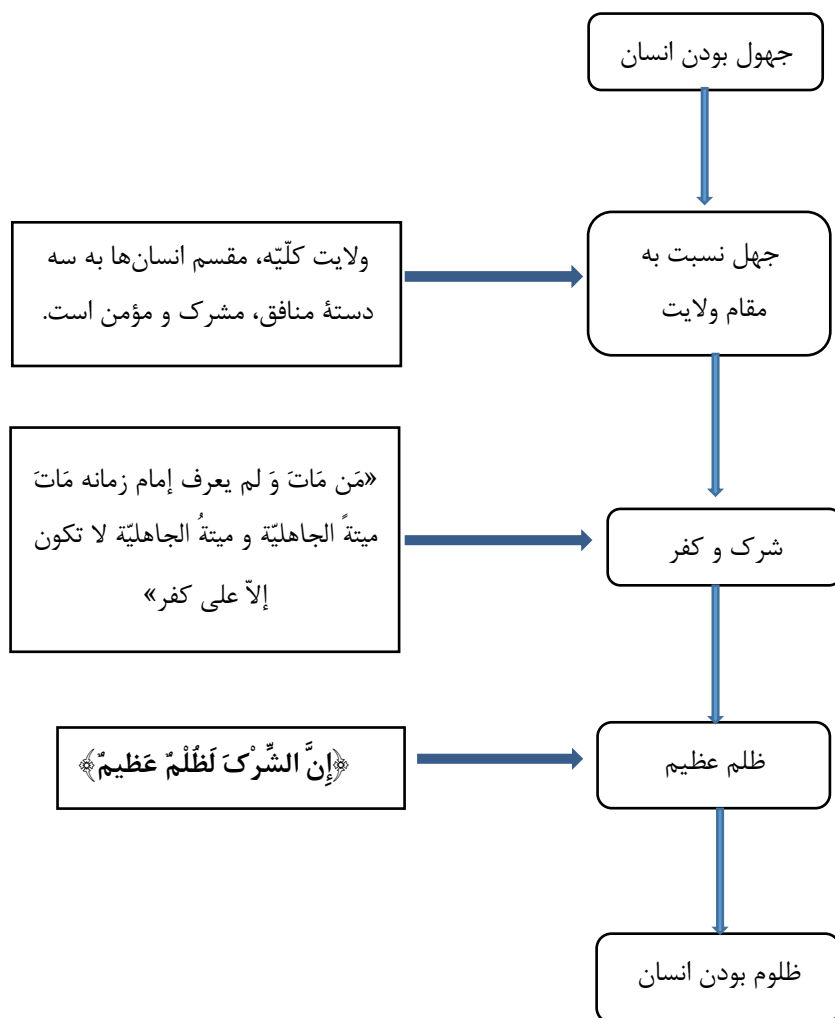 جهول بودن انسان
جهل نسبت به
مقام ولایت
ولایت کلّیّه، مقسم انسان‌ها به سه
دستهٔ منافق، مشرک و مؤمن است.
«مَن مَاتَ وَ لم یعرف إمام زمانه مَاتَ
میتةً الجاهلیّة و میتةُ الجاهلیّة لا تکون
إلاّ علی کفر»
شرک و کفر
﴿إِنَّ الشِّرْکَ لَظُلْمٌ عَظیمٌ﴾
ظلم عظیم
ظلوم بودن انسان